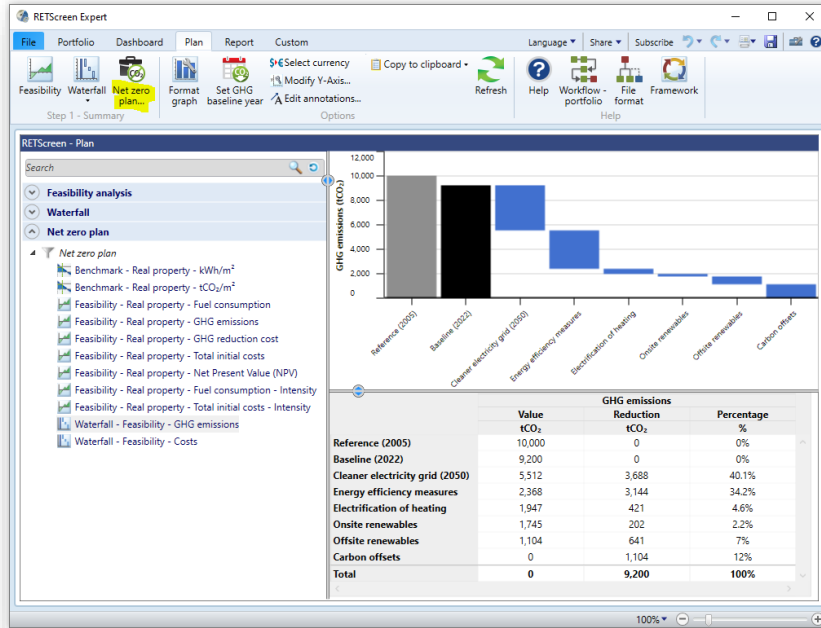 RETScreen Expert
File Portfolio Dashboard Plan Report Custom Language Share Subscribe
Feasibility Waterfall Net zero plan...
Format graph Set GHG baseline year
$€ Select currency
Modify Y-Axis...
Edit annotations...
Copy to clipboard
Refresh
Help Workflow - portfolio File format Framework
Step 1 - Summary Options Help
RETScreen - Plan
Search
Feasibility analysis
Waterfall
Net zero plan
Net zero plan
Benchmark - Real property - kWh/m²
Benchmark - Real property - tCO₂/m²
Feasibility - Real property - Fuel consumption
Feasibility - Real property - GHG emissions
Feasibility - Real property - GHG reduction cost
Feasibility - Real property - Total initial costs
Feasibility - Real property - Net Present Value (NPV)
Feasibility - Real property - Fuel consumption - Intensity
Feasibility - Real property - Total initial costs - Intensity
Waterfall - Feasibility - GHG emissions
Waterfall - Feasibility - Costs
GHG emissions (tCO₂)
12,000
10,000
8,000
6,000
4,000
2,000
0
Reference (2005)
Baseline (2022)
Cleaner electricity grid (2050)
Energy efficiency measures
Electrification of heating
Onsite renewables
Offsite renewables
Carbon offsets
GHG emissions
Value Reduction Percentage
tCO₂ tCO₂ %
Reference (2005) 10,000 0 0%
Baseline (2022) 9,200 0 0%
Cleaner electricity grid (2050) 5,512 3,688 40.1%
Energy efficiency measures 2,368 3,144 34.2%
Electrification of heating 1,947 421 4.6%
Onsite renewables 1,745 202 2.2%
Offsite renewables 1,104 641 7%
Carbon offsets 0 1,104 12%
Total 0 9,200 100%
100%